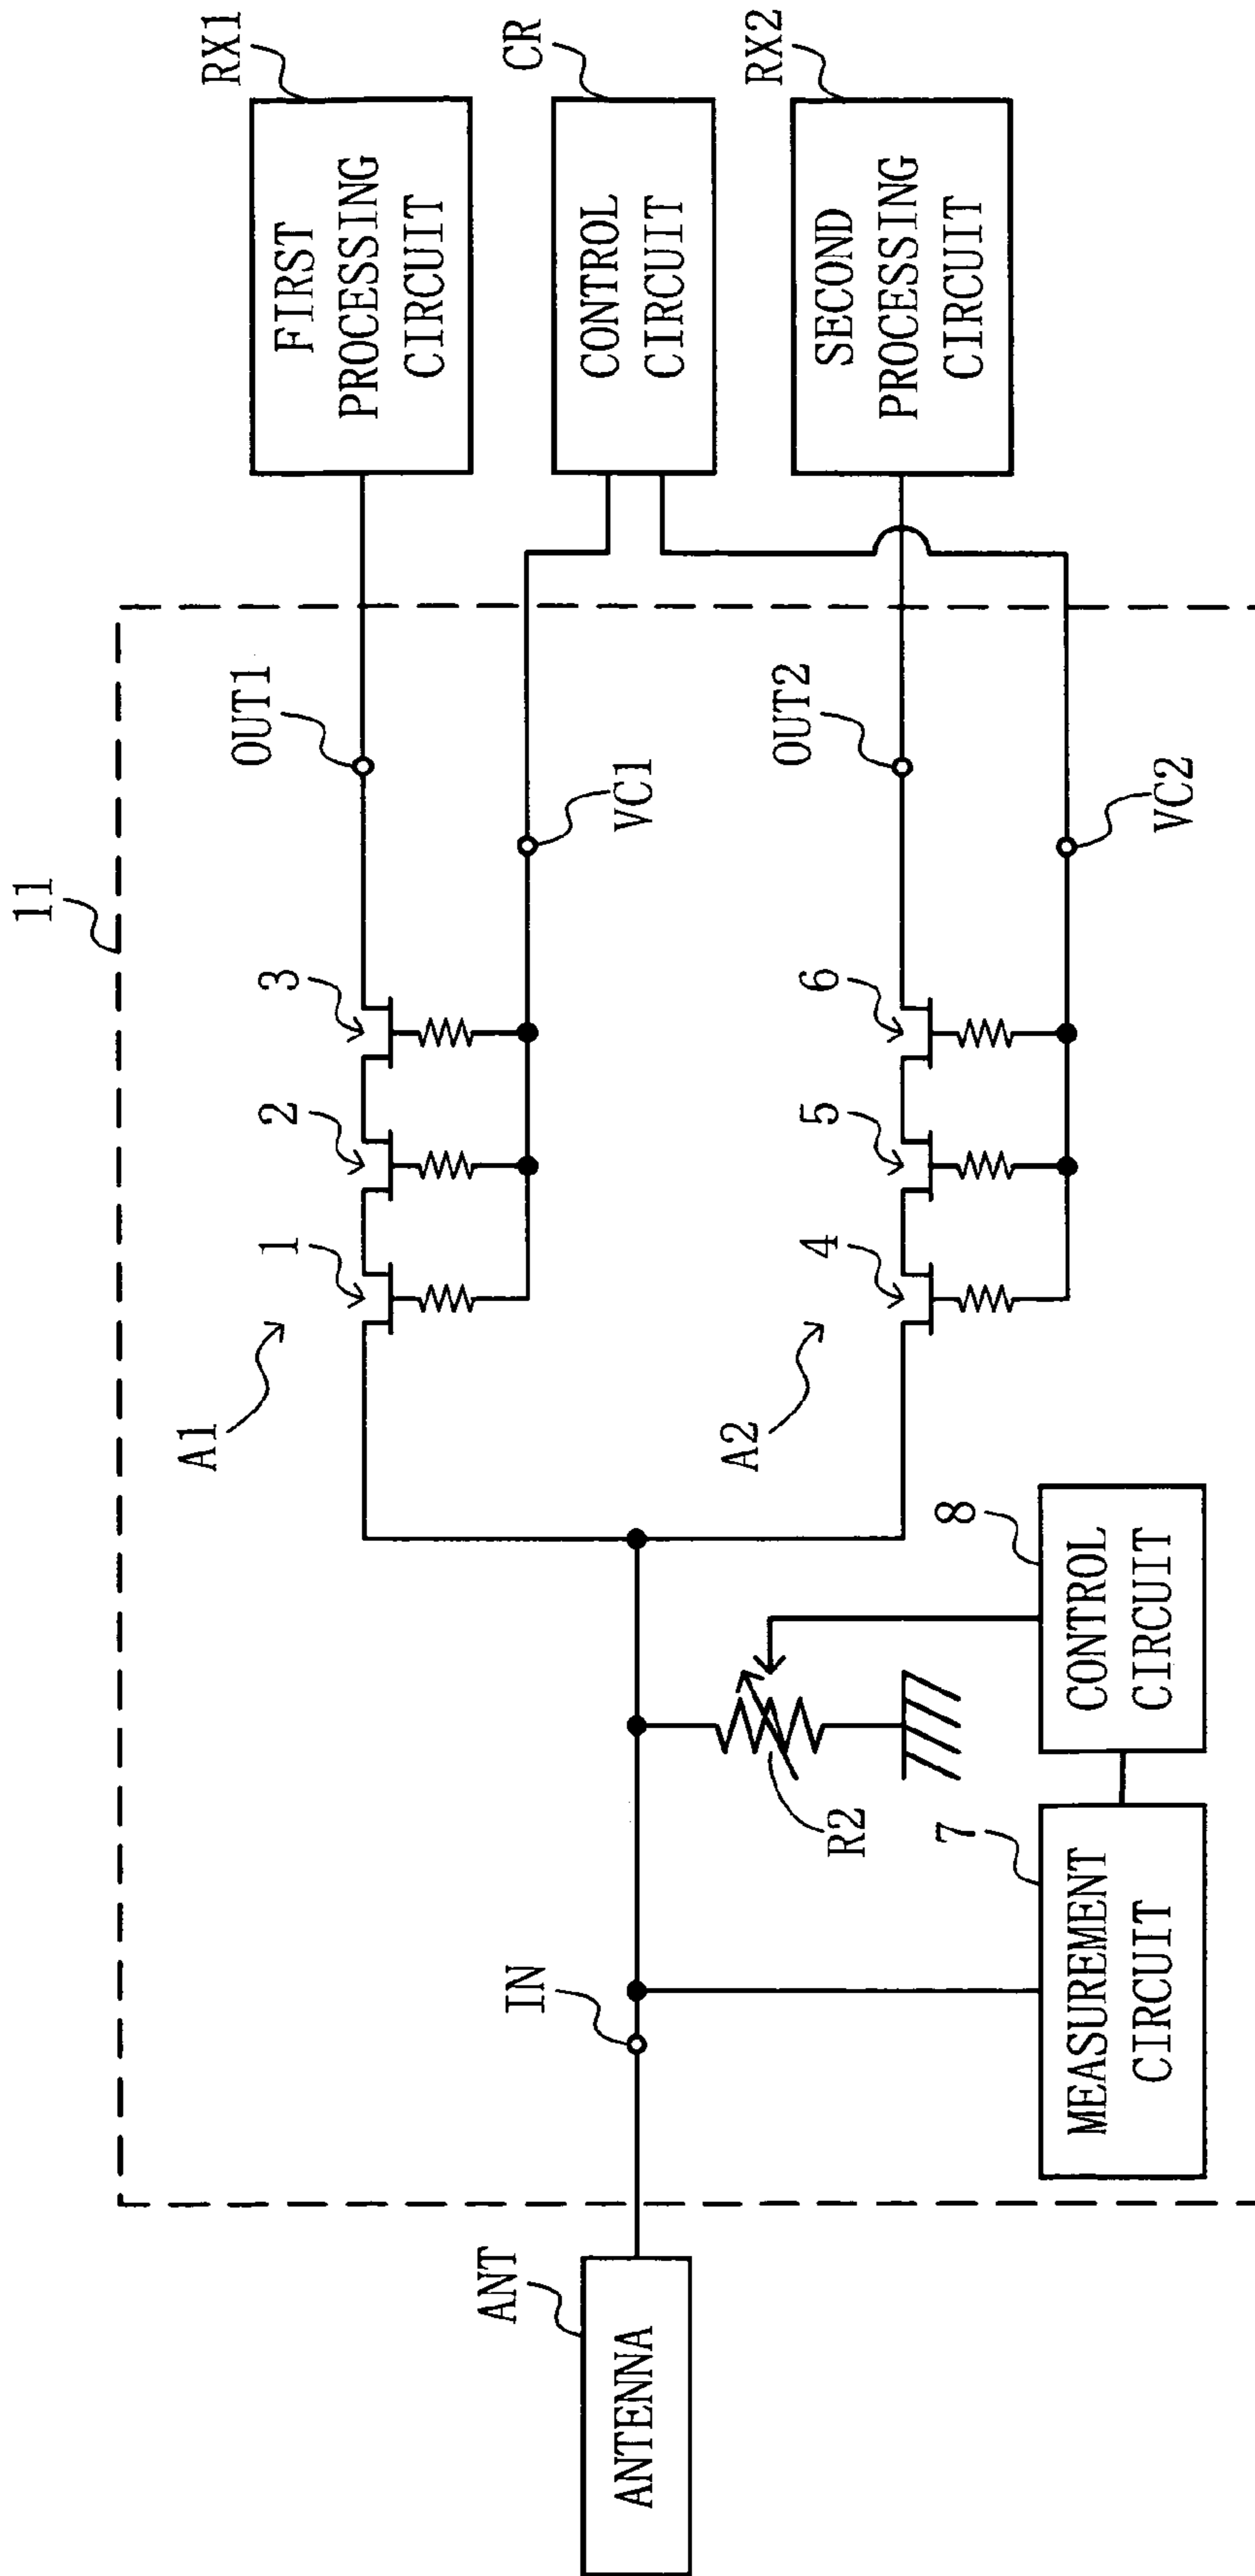 11
ANT
ANTENNA
IN
7
MEASUREMENT
CIRCUIT
R2
8
CONTROL
CIRCUIT
A1
1
2
3
OUT1
VC1
A2
4
5
6
OUT2
VC2
RX1
FIRST
PROCESSING
CIRCUIT
CR
CONTROL
CIRCUIT
RX2
SECOND
PROCESSING
CIRCUIT